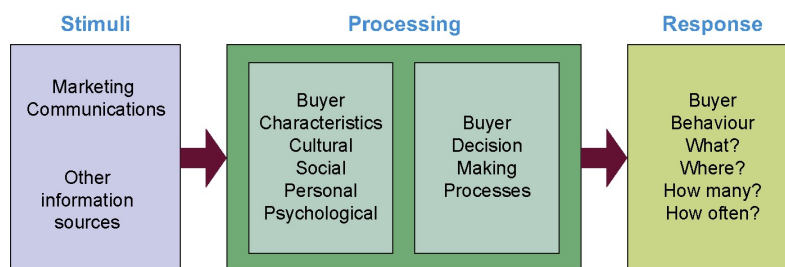 Stimuli
Processing
Response
Marketing
Communications
Other
information
sources
Buyer
Characteristics
Cultural
Social
Personal
Psychological
Buyer
Decision
Making
Processes
Buyer
Behaviour
What?
Where?
How many?
How often?